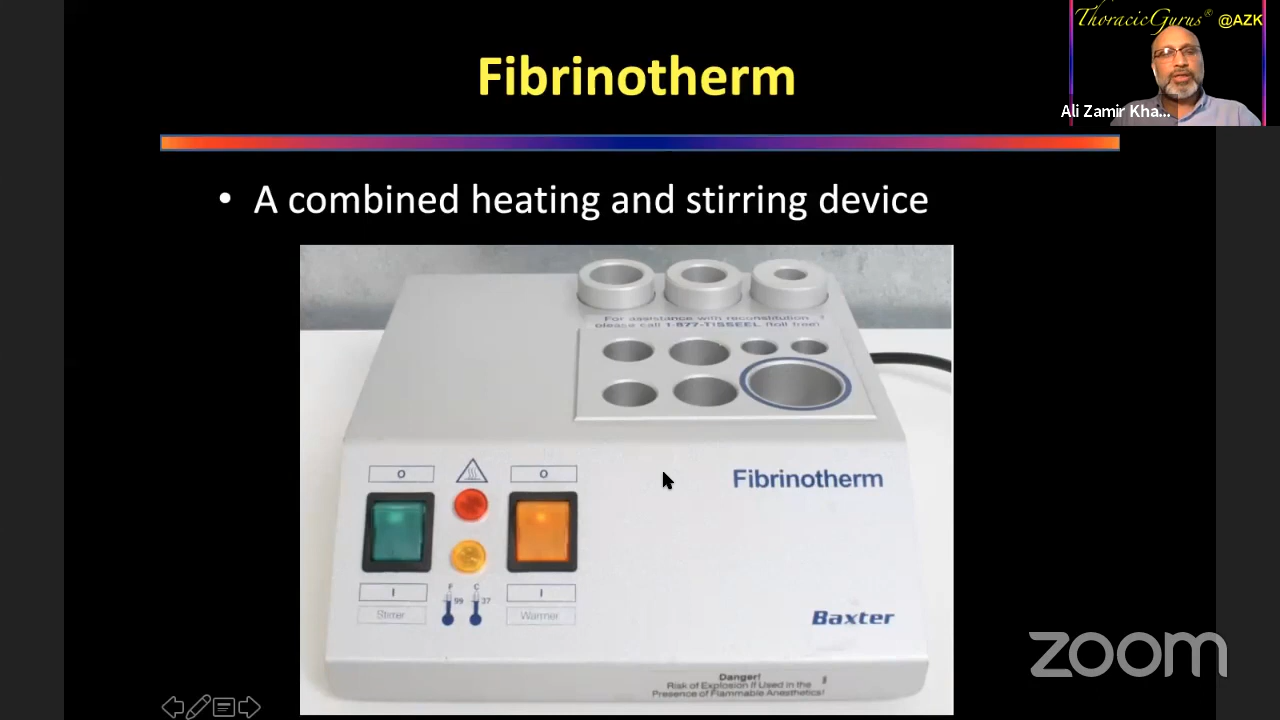 ThoracicGurus® @AZK
Fibrinotherm
Ali Zamir Kha...
• A combined heating and stirring device
For assistance with reconstitution
please call 1-877-TISSEEL (toll free)
O O
Fibrinotherm
F C
99 37
I I
Stirrer Warmer
Baxter
zoom
Danger!
Risk of Explosion If Used in the
Presence of Flammable Anesthetics!